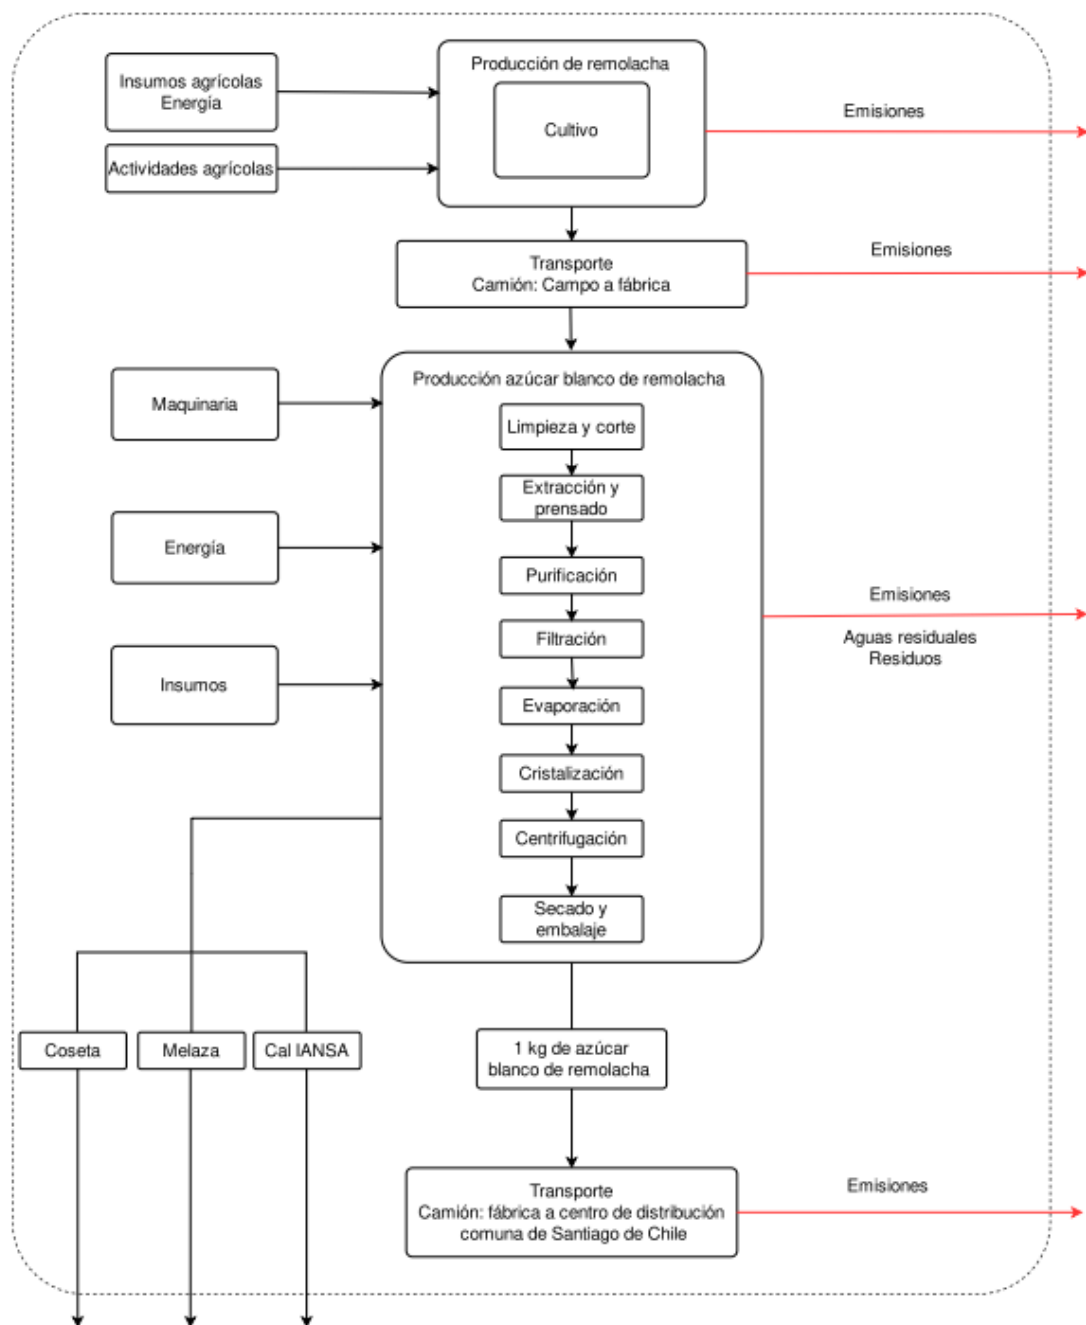 Producción de remolacha
Insumos agrícolas
Energía
Cultivo
Emisiones
Actividades agrícolas
Transporte
Camión: Campo a fábrica
Emisiones
Producción azúcar blanco de remolacha
Maquinaria
Limpieza y corte
Extracción y
prensado
Energía
Purificación
Emisiones
Filtración
Aguas residuales
Residuos
Insumos
Evaporación
Cristalización
Centrifugación
Secado y
embalaje
Coseta
Melaza
Cal IANSA
1 kg de azúcar
blanco de remolacha
Transporte
Camión: fábrica a centro de distribución
comuna de Santiago de Chile
Emisiones